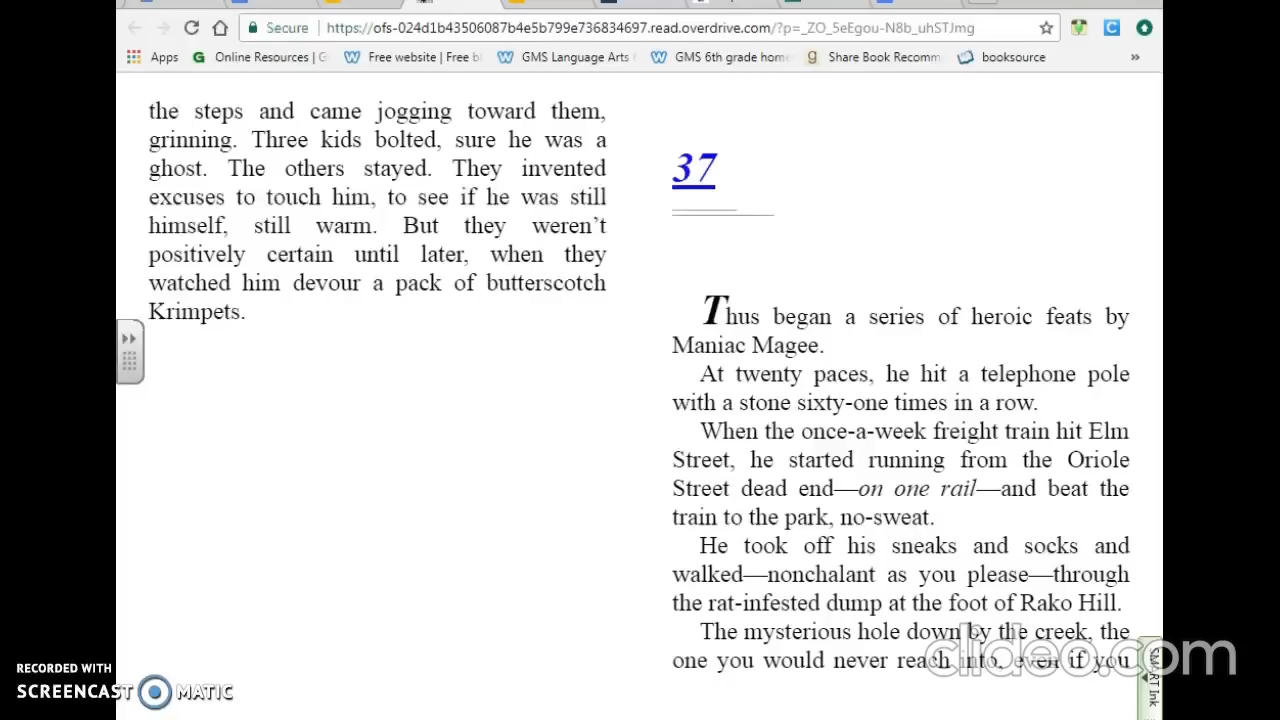 Secure
https://ofs-024d1b43506087b4e5b799e736834697.read.overdrive.com/?p=_ZO_5eEgou-N8b_uhSTJmg
Apps
Online Resources | G
Free website | Free bl
GMS Language Arts
GMS 6th grade home
Share Book Recomm
booksource
the steps and came jogging toward them,
grinning. Three kids bolted, sure he was a
ghost. The others stayed. They invented
excuses to touch him, to see if he was still
himself, still warm. But they weren’t
positively certain until later, when they
watched him devour a pack of butterscotch
Krimpets.
37
Thus began a series of heroic feats by
Maniac Magee.
At twenty paces, he hit a telephone pole
with a stone sixty-one times in a row.
When the once-a-week freight train hit Elm
Street, he started running from the Oriole
Street dead end—on one rail—and beat the
train to the park, no-sweat.
He took off his sneaks and socks and
walked—nonchalant as you please—through
the rat-infested dump at the foot of Rako Hill.
The mysterious hole down by the creek, the
one you would never reach into, even if you
clideo.com
SMART Ink
RECORDED WITH
SCREENCAST MATIC